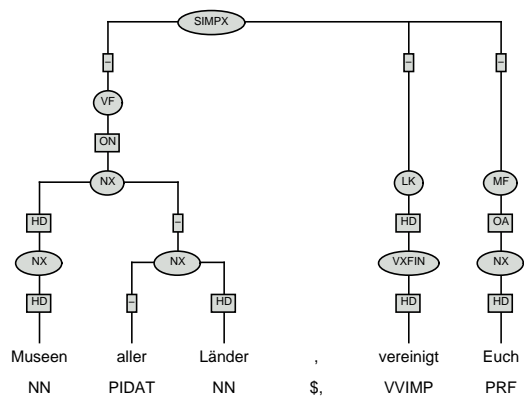 SIMPX
– – –
VF
ON
NX LK MF
HD – HD OA
NX NX VXFIN NX
HD – HD HD HD
Museen aller Länder , vereinigt Euch
NN PIDAT NN $, VVIMP PRF